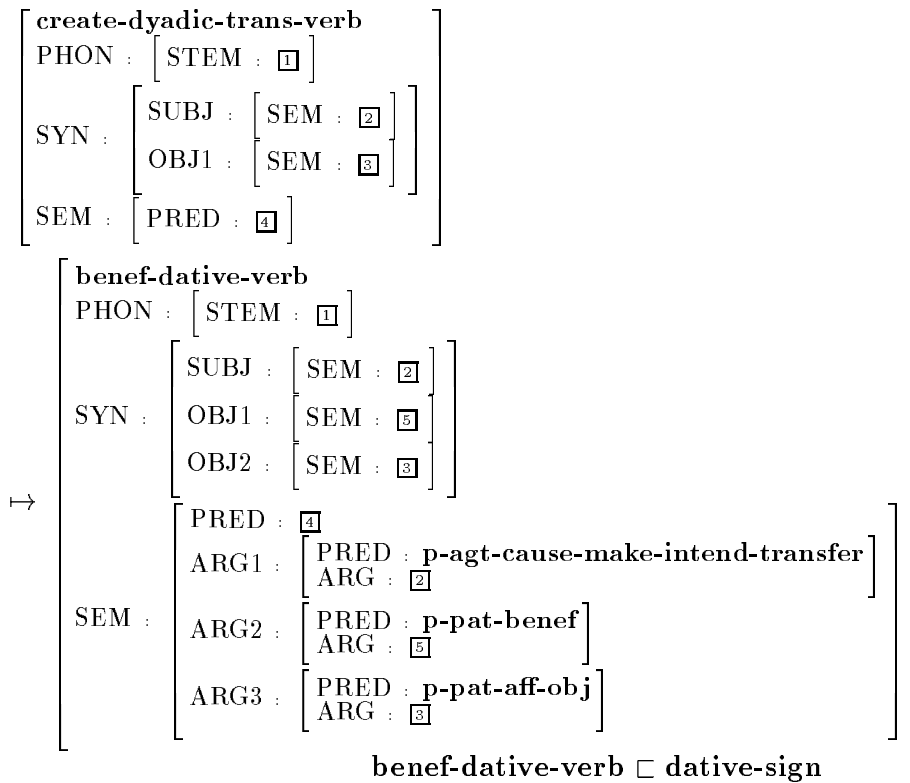 create-dyadic-trans-verb
PHON : [ STEM : 1 ]
SUBJ : [ SEM : 2 ]
SYN :
OBJ1 : [ SEM : 3 ]
SEM : [ PRED : 4 ]
benef-dative-verb
PHON : [ STEM : 1 ]
SUBJ : [ SEM : 2 ]
SYN : OBJ1 : [ SEM : 5 ]
OBJ2 : [ SEM : 3 ]
↦
PRED : 4
ARG1 : [ PRED : p-agt-cause-make-intend-transfer
ARG : 2 ]
SEM : ARG2 : [ PRED : p-pat-benef
ARG : 5 ]
ARG3 : [ PRED : p-pat-aff-obj
ARG : 3 ]
benef-dative-verb ⊏ dative-sign